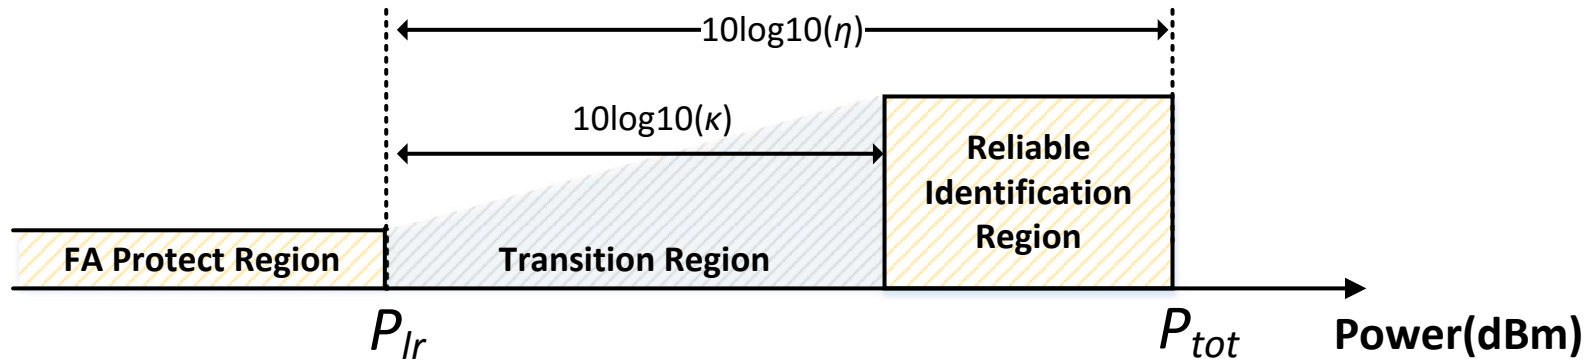 10log10(η)
10log10(κ)
Reliable
Identification
Region
FA Protect Region
Transition Region
P_lr
P_tot
Power(dBm)